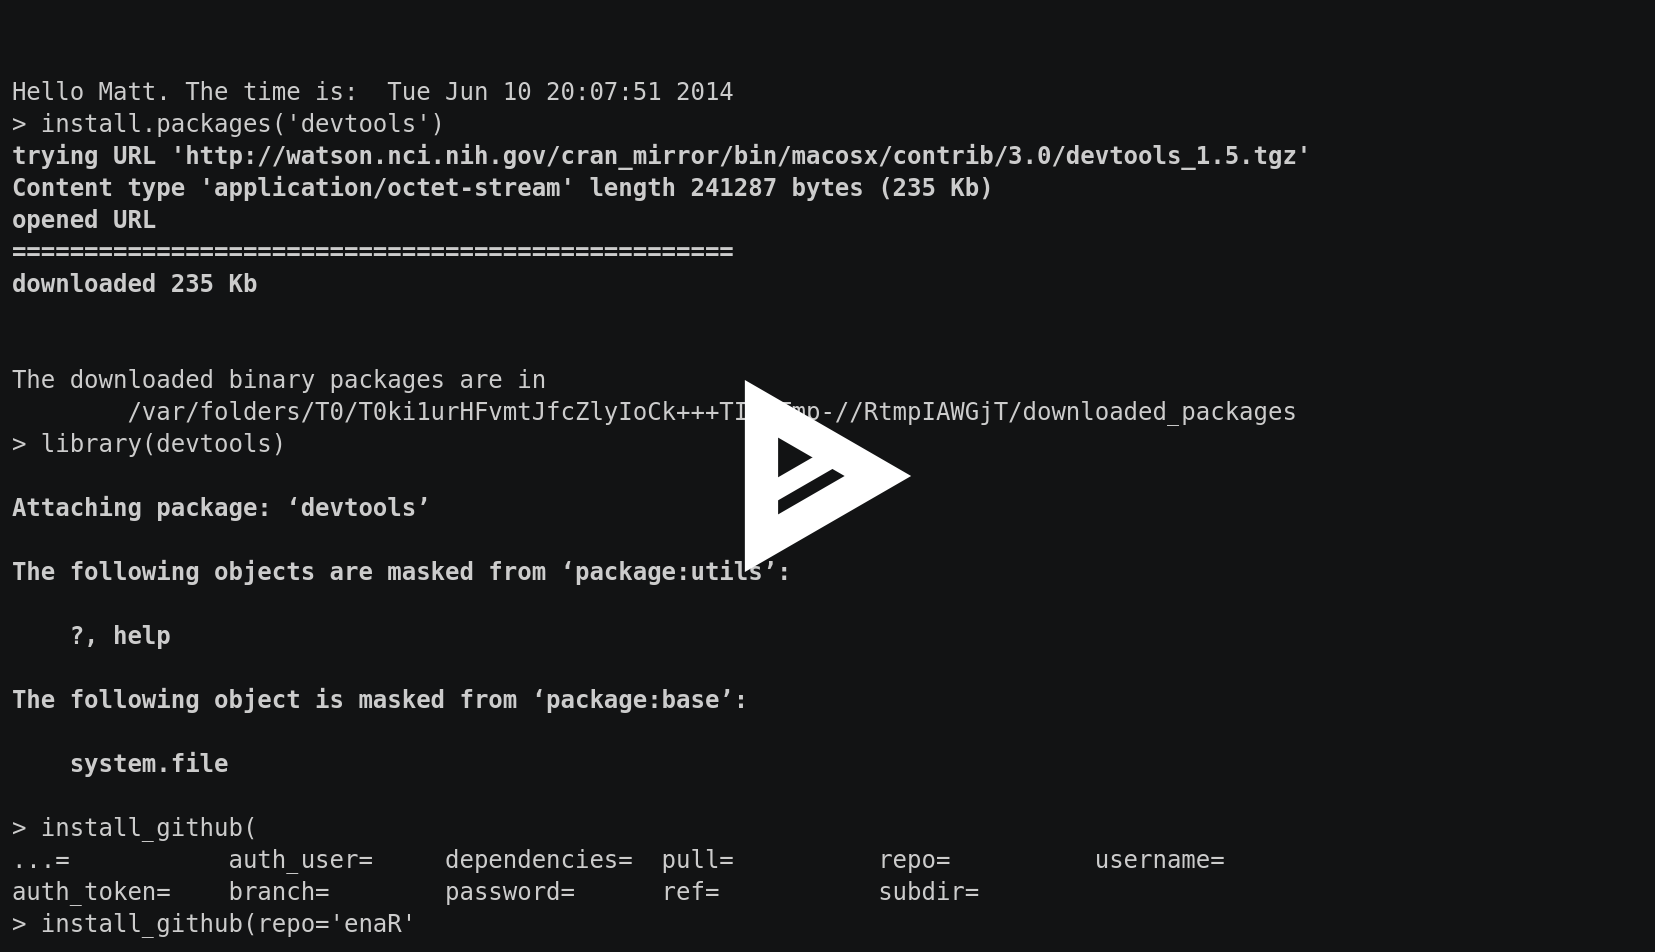 Hello Matt. The time is:  Tue Jun 10 20:07:51 2014
> install.packages('devtools')
trying URL 'http://watson.nci.nih.gov/cran_mirror/bin/macosx/contrib/3.0/devtools_1.5.tgz'
Content type 'application/octet-stream' length 241287 bytes (235 Kb)
opened URL
==================================================
downloaded 235 Kb
The downloaded binary packages are in
        /var/folders/T0/T0ki1urHFvmtJfcZlyIoCk+++TI mp-//RtmpIAWGjT/downloaded_packages
> library(devtools)
Attaching package: ‘devtools’
The following objects are masked from ‘package:utils’:
    ?, help
The following object is masked from ‘package:base’:
    system.file
> install_github(
...=           auth_user=     dependencies=  pull=          repo=          username=
auth_token=    branch=        password=      ref=           subdir=
> install_github(repo='enaR'